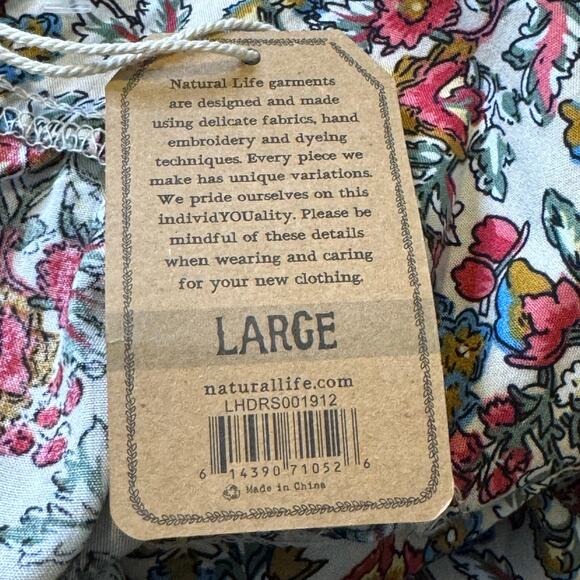 Natural Life garments
are designed and made
using delicate fabrics, hand
embroidery and dyeing
techniques. Every piece we
make has unique variations.
We pride ourselves on this
individYOUality. Please be
mindful of these details
when wearing and caring
for your new clothing.
LARGE
naturallife.com
LHDRS001912
6 14390 71052 6
Made in China